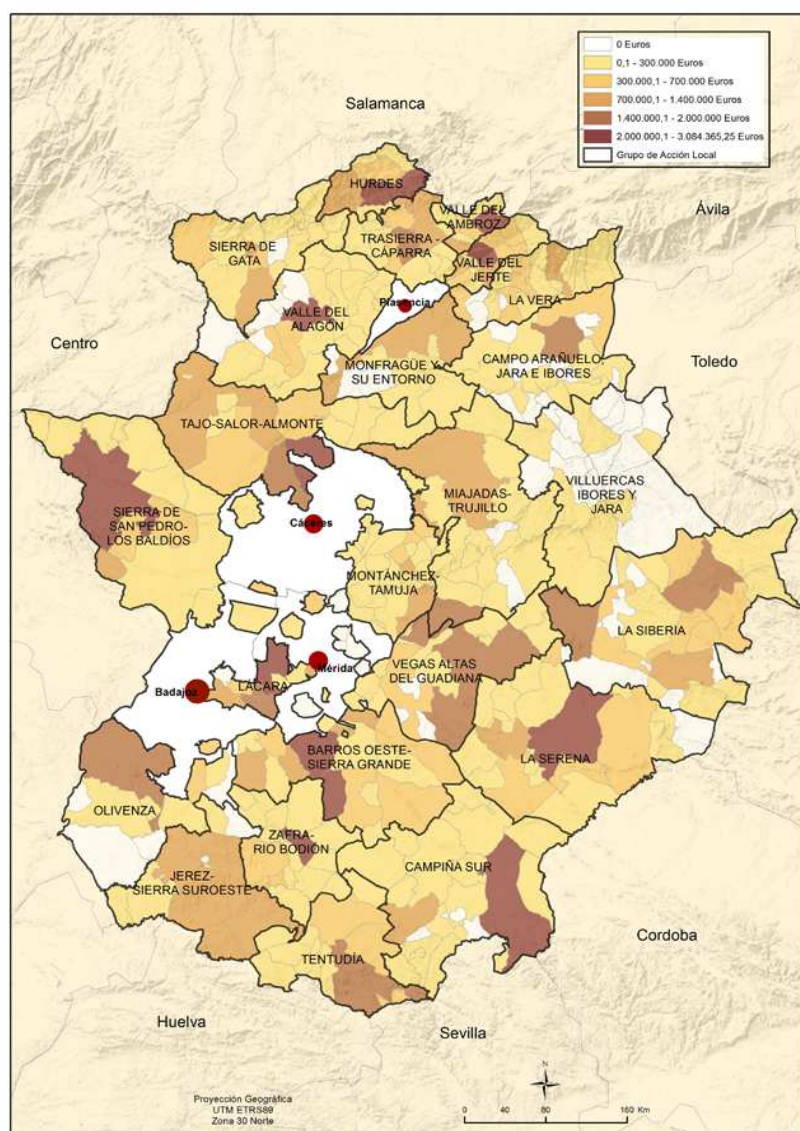 0 Euros
0,1 - 300.000 Euros
300.000,1 - 700.000 Euros
700.000,1 - 1.400.000 Euros
1.400.000,1 - 2.000.000 Euros
2.000.000,1 - 3.084.365,25 Euros
Grupo de Acción Local
Salamanca
HURDES
Ávila
VALLE DEL
AMBROZ
TRASIERRA -
CÁPARRA
SIERRA DE
GATA
VALLE DEL
JERTE
LA VERA
Plasencia
VALLE DEL
ALAGÓN
Centro
Toledo
MONFRAGÜE Y
SU ENTORNO
CAMPO ARAÑUELO
JARA E IBORES
TAJO-SALOR-ALMONTE
VILLUERCAS
IBORES Y
JARA
MIAJADAS-
TRUJILLO
SIERRA DE
SAN PEDRO-
LOS BALDÍOS
Cáceres
MONTÁNCHEZ-
TAMUJA
LA SIBERIA
VEGAS ALTAS
DEL GUADIANA
Mérida
Badajoz
LÁCARA
BARROS OESTE-
SIERRA GRANDE
LA SERENA
OLIVENZA
ZAFRA-
RIO BODIÓN
CAMPIÑA SUR
JEREZ-
SIERRA SUROESTE
Cordoba
TENTUDÍA
Huelva
Sevilla
N
Proyección Geográfica
UTM ETRS89
Zona 30 Norte
0 40 80 160 Km